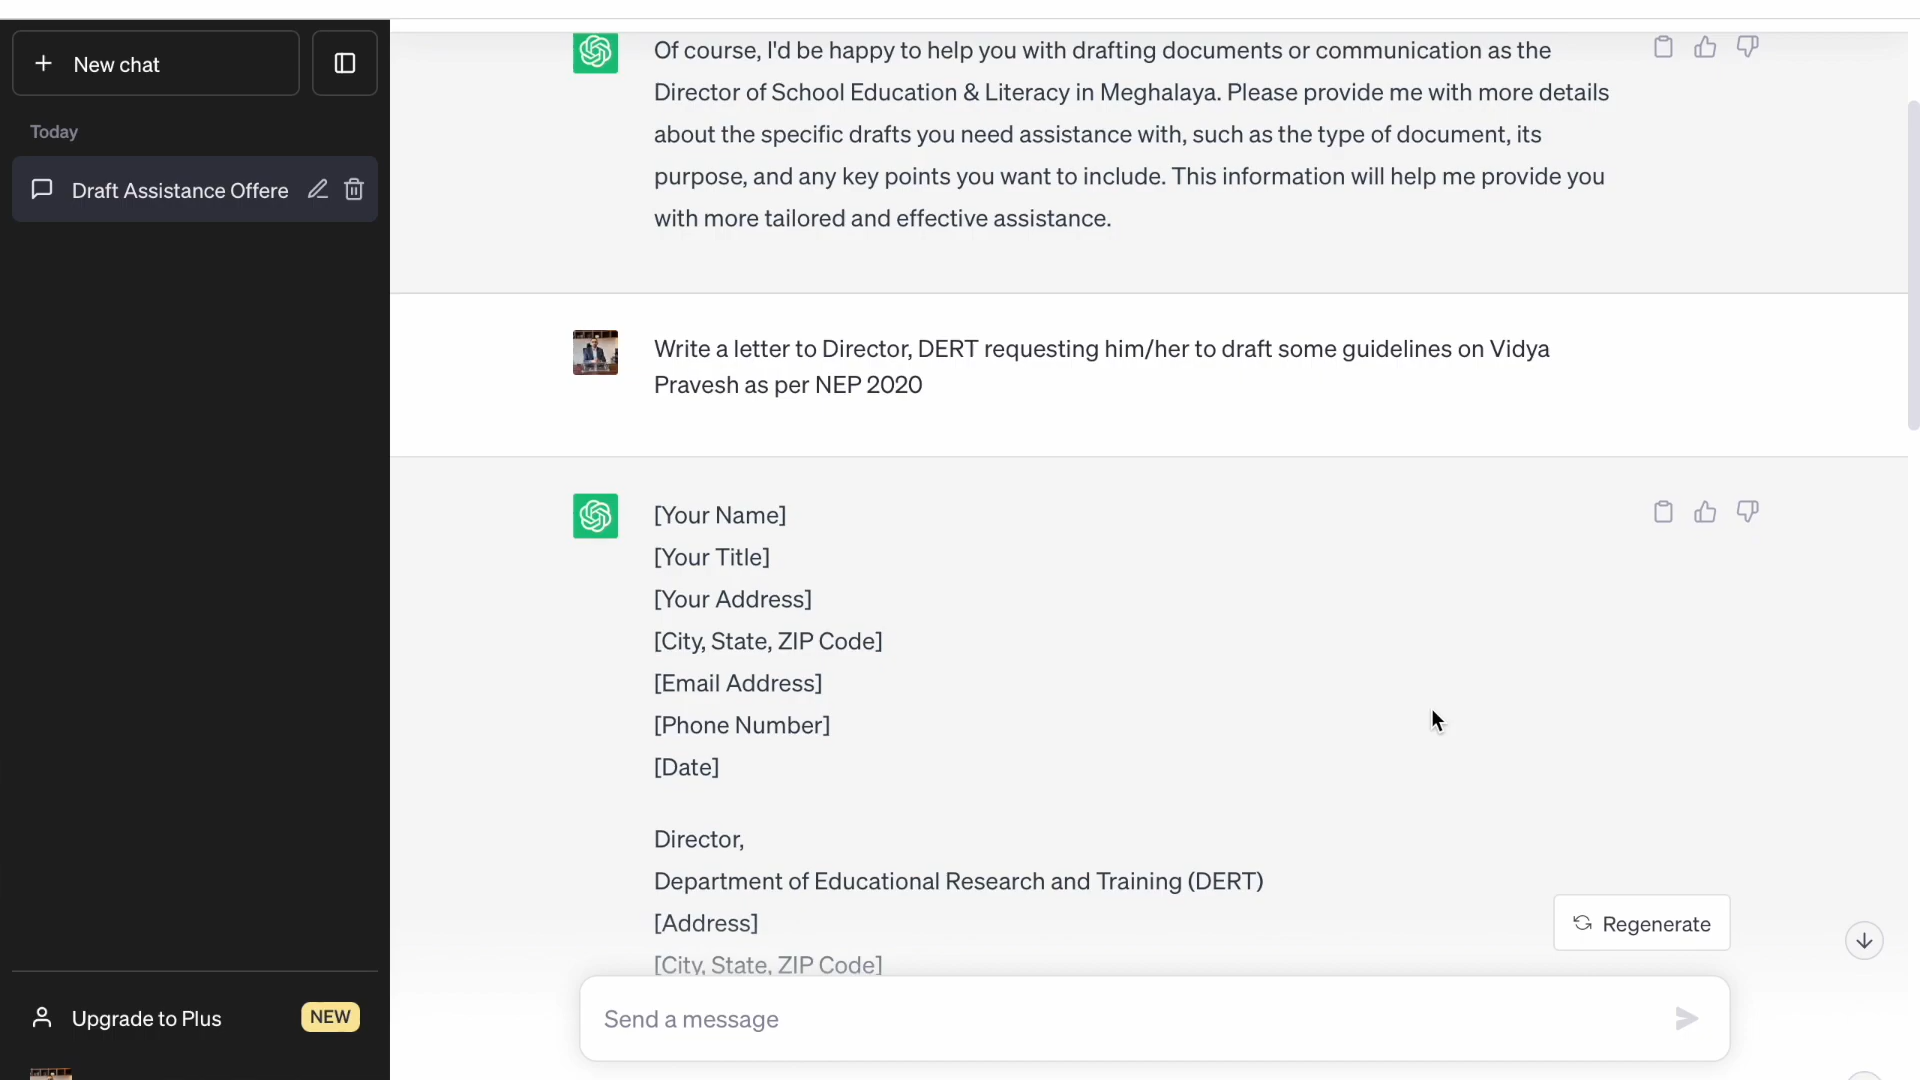 New chat
Today
Draft Assistance Offere
Of course, I'd be happy to help you with drafting documents or communication as the
Director of School Education & Literacy in Meghalaya. Please provide me with more details
about the specific drafts you need assistance with, such as the type of document, its
purpose, and any key points you want to include. This information will help me provide you
with more tailored and effective assistance.
Write a letter to Director, DERT requesting him/her to draft some guidelines on Vidya
Pravesh as per NEP 2020
[Your Name]
[Your Title]
[Your Address]
[City, State, ZIP Code]
[Email Address]
[Phone Number]
[Date]
Director,
Department of Educational Research and Training (DERT)
[Address]
[City, State, ZIP Code]
Regenerate
Send a message
Upgrade to Plus
NEW